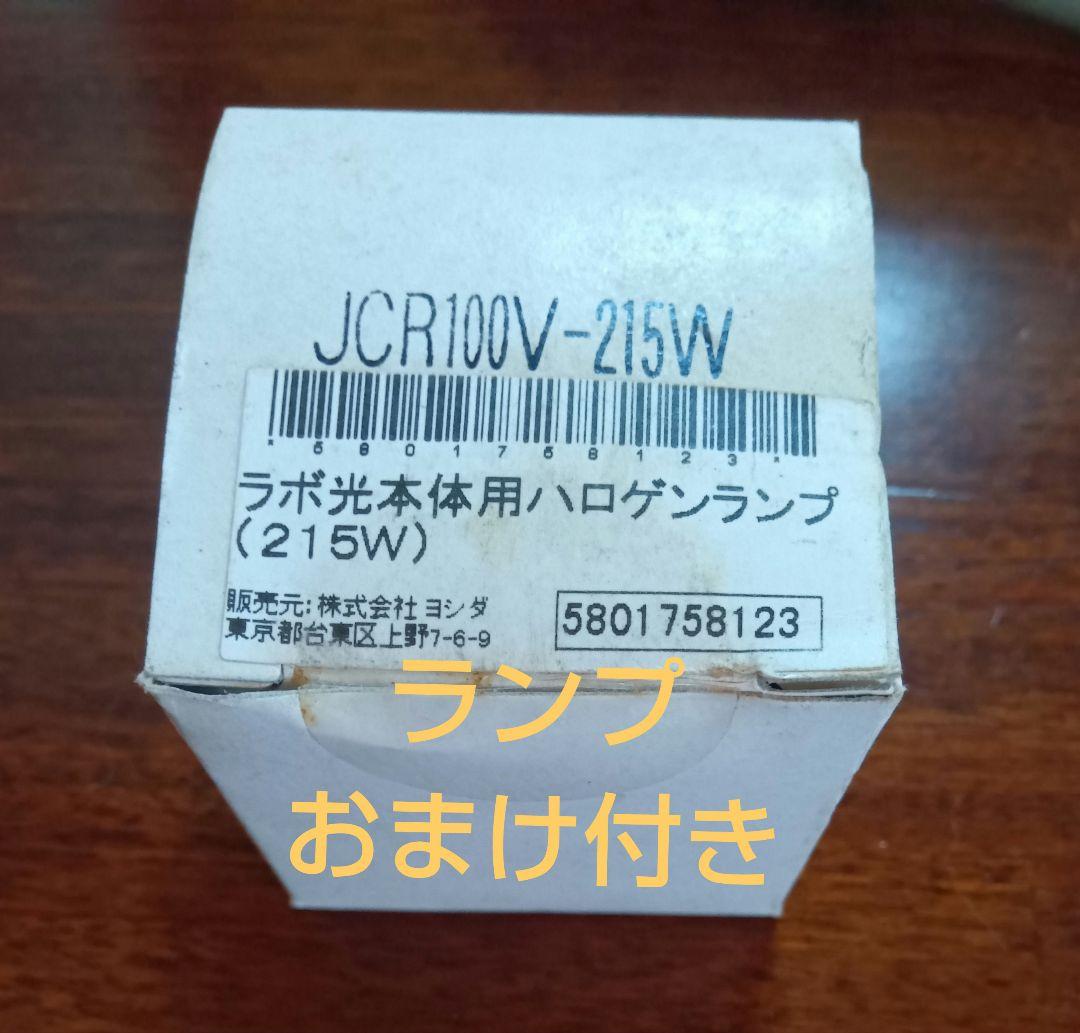 JCR100V-215W
*5801758123*
ラボ光本体用ハロゲンランプ
(215W)
販売元:株式会社ヨシダ
東京都台東区上野7-6-9
5801758123
ランプ
おまけ付き